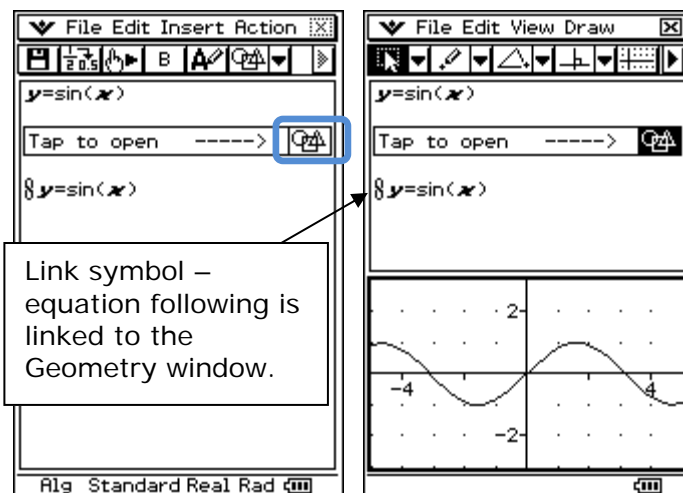 File Edit Insert Action
B
y=sin(x)
Tap to open ----->
y=sin(x)
Link symbol –
equation following is
linked to the
Geometry window.
Alg Standard Real Rad
File Edit View Draw
y=sin(x)
Tap to open ----->
y=sin(x)
2
-4
4
-2